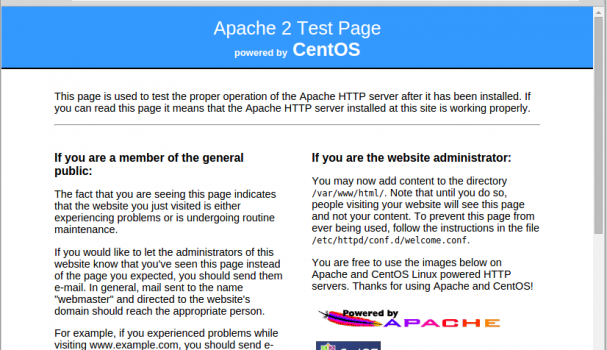 Apache 2 Test Page
powered by CentOS
This page is used to test the proper operation of the Apache HTTP server after it has been installed. If
you can read this page it means that the Apache HTTP server installed at this site is working properly.
If you are a member of the general
public:
The fact that you are seeing this page indicates
that the website you just visited is either
experiencing problems or is undergoing routine
maintenance.
If you would like to let the administrators of this
website know that you've seen this page instead
of the page you expected, you should send them
e-mail. In general, mail sent to the name
"webmaster" and directed to the website's
domain should reach the appropriate person.
For example, if you experienced problems while
visiting www.example.com, you should send e-
If you are the website administrator:
You may now add content to the directory
/var/www/html/. Note that until you do so,
people visiting your website will see this page
and not your content. To prevent this page from
ever being used, follow the instructions in the file
/etc/httpd/conf.d/welcome.conf.
You are free to use the images below on
Apache and CentOS Linux powered HTTP
servers. Thanks for using Apache and CentOS!
Powered by
APACHE